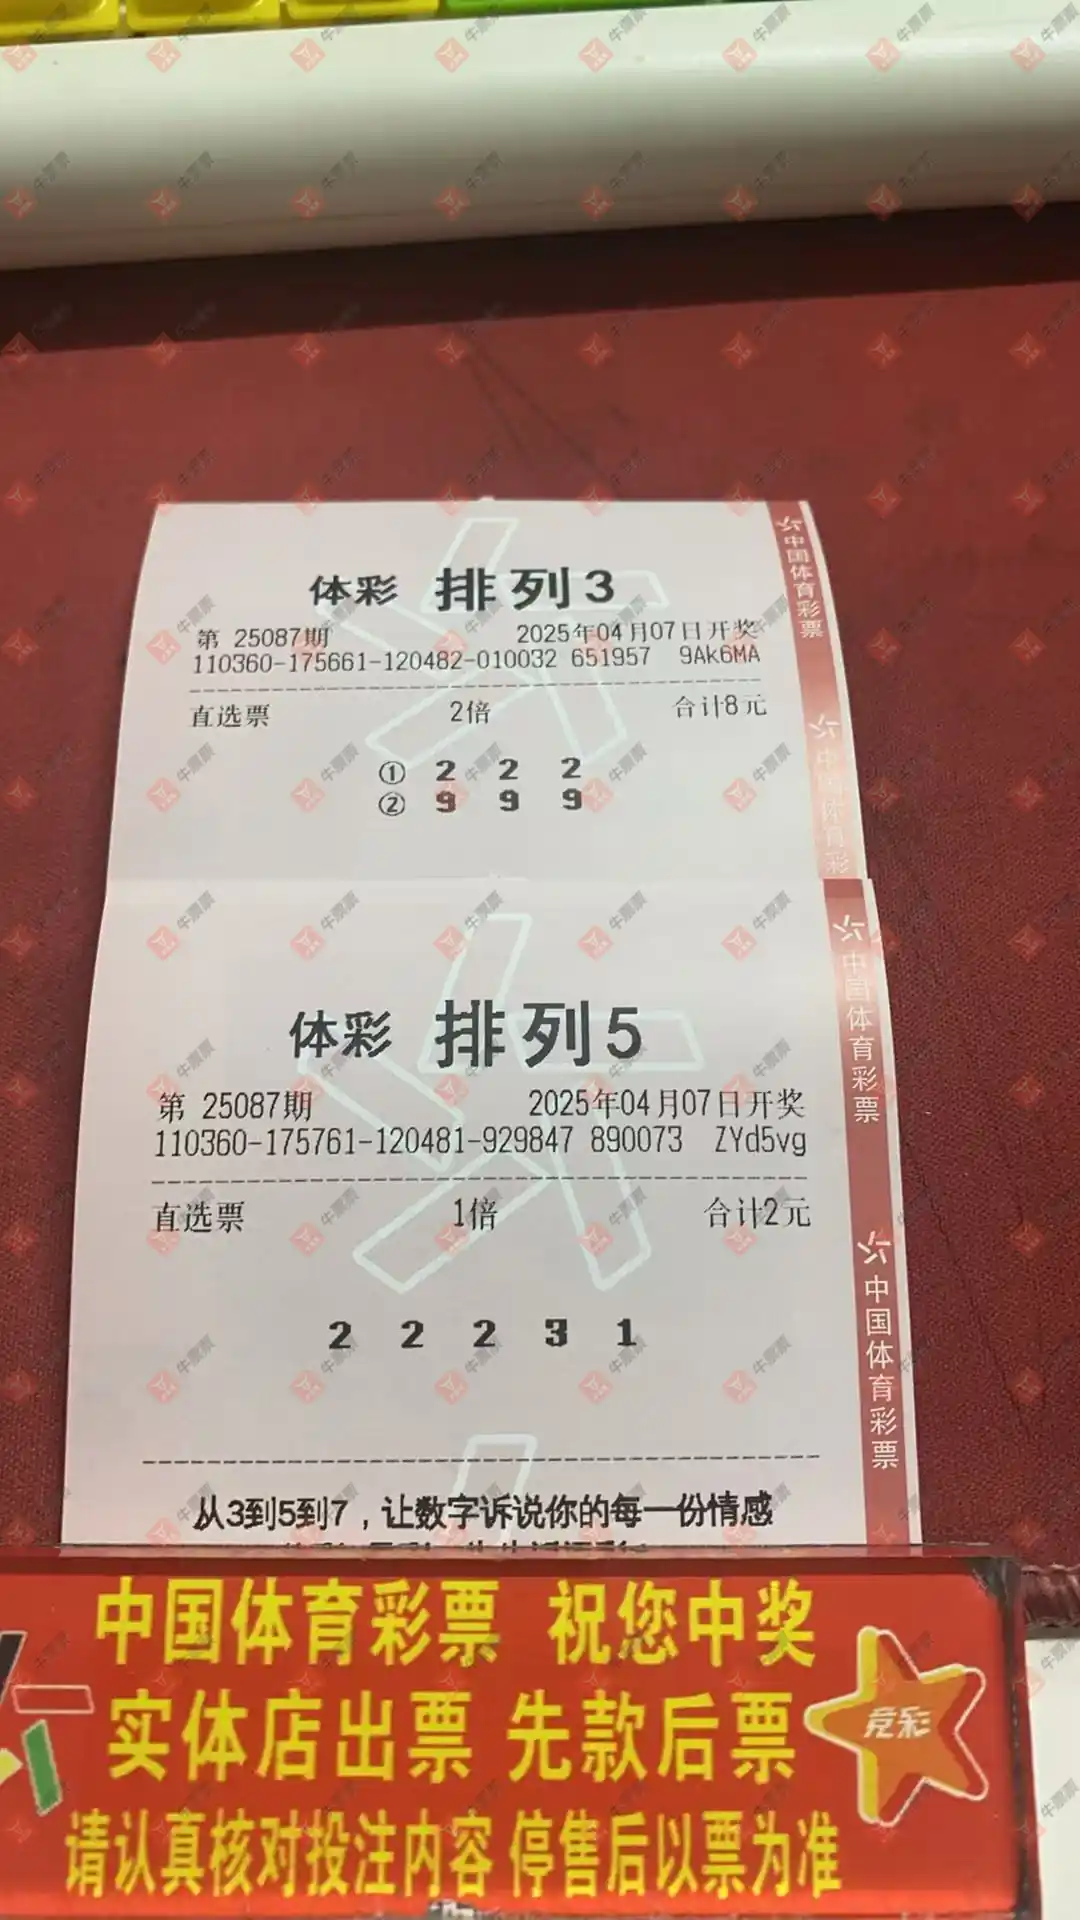 体彩 排列3
第 25087期 2025年04月07日开奖
110360-175661-120482-010032 651957 9Ak6MA
直选票 2倍 合计8元
① 2 2 2
② 9 9 9
中国体育彩票
中国体育彩
体彩 排列5
第 25087期 2025年04月07日开奖
110360-175761-120481-929847 890073 ZYd5vg
直选票 1倍 合计2元
2 2 2 3 1
从3到5到7，让数字诉说你的每一份情感
中国体育彩票
中国体育彩票
中国体育彩票 祝您中奖
实体店出票 先款后票
竞彩
请认真核对投注内容 停售后以票为准
牛票票